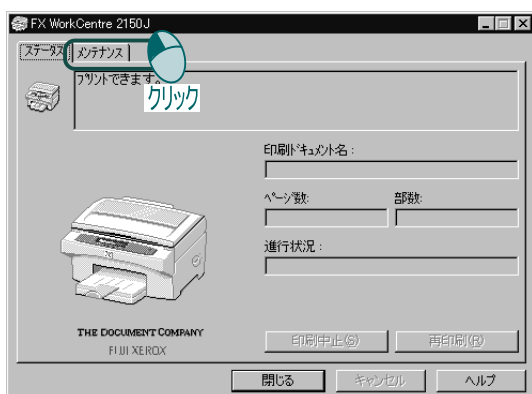 FX WorkCentre 2150J
ステータス メンテナンス
プリントできます。
クリック
印刷ドキュメント名：
ページ数: 部数:
進行状況：
THE DOCUMENT COMPANY
FUJI XEROX
印刷中止(S) 再印刷(R)
閉じる キャンセル ヘルプ